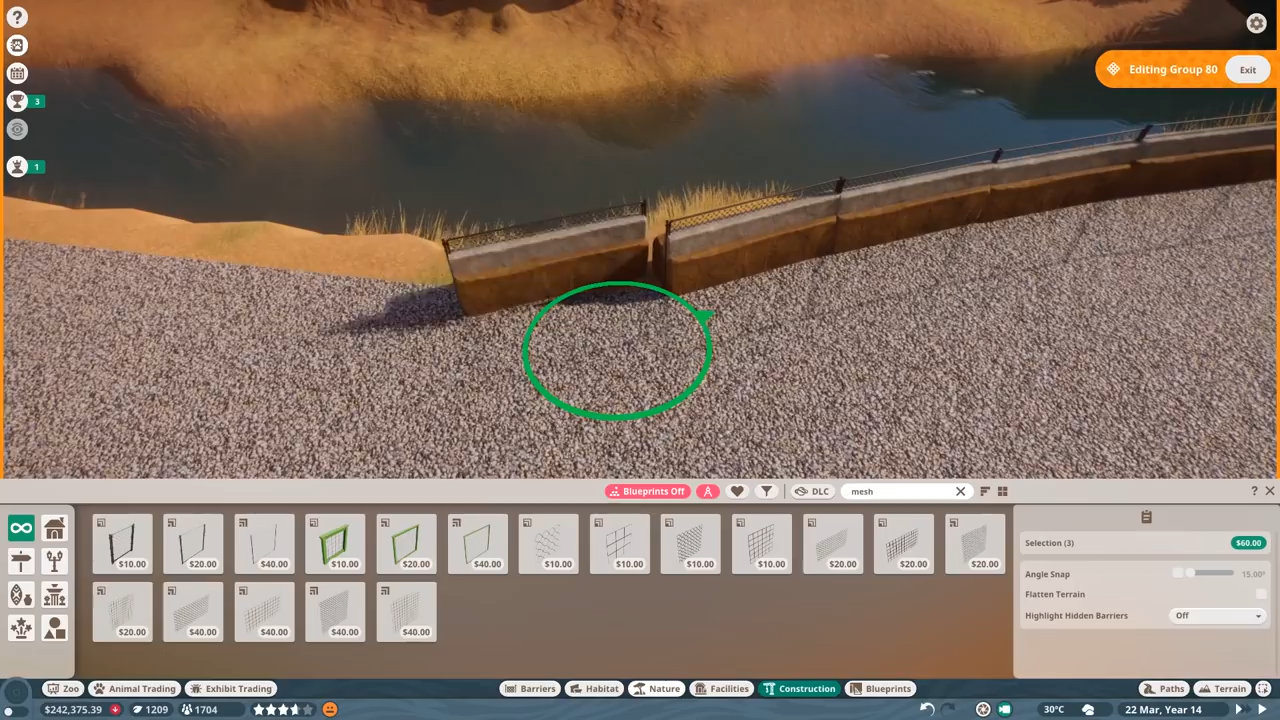 ?
3
1
Editing Group 80
Exit
Blueprints Off
DLC
mesh
?
$10.00
$20.00
$40.00
$10.00
$20.00
$40.00
$10.00
$10.00
$10.00
$10.00
$20.00
$20.00
$20.00
$20.00
$40.00
$40.00
$40.00
$40.00
Selection (3)
$60.00
Angle Snap
15.00°
Flatten Terrain
Highlight Hidden Barriers
Off
Zoo
Animal Trading
Exhibit Trading
Barriers
Habitat
Nature
Facilities
Construction
Blueprints
Paths
Terrain
$242,375.39
1209
1704
30°C
22 Mar, Year 14